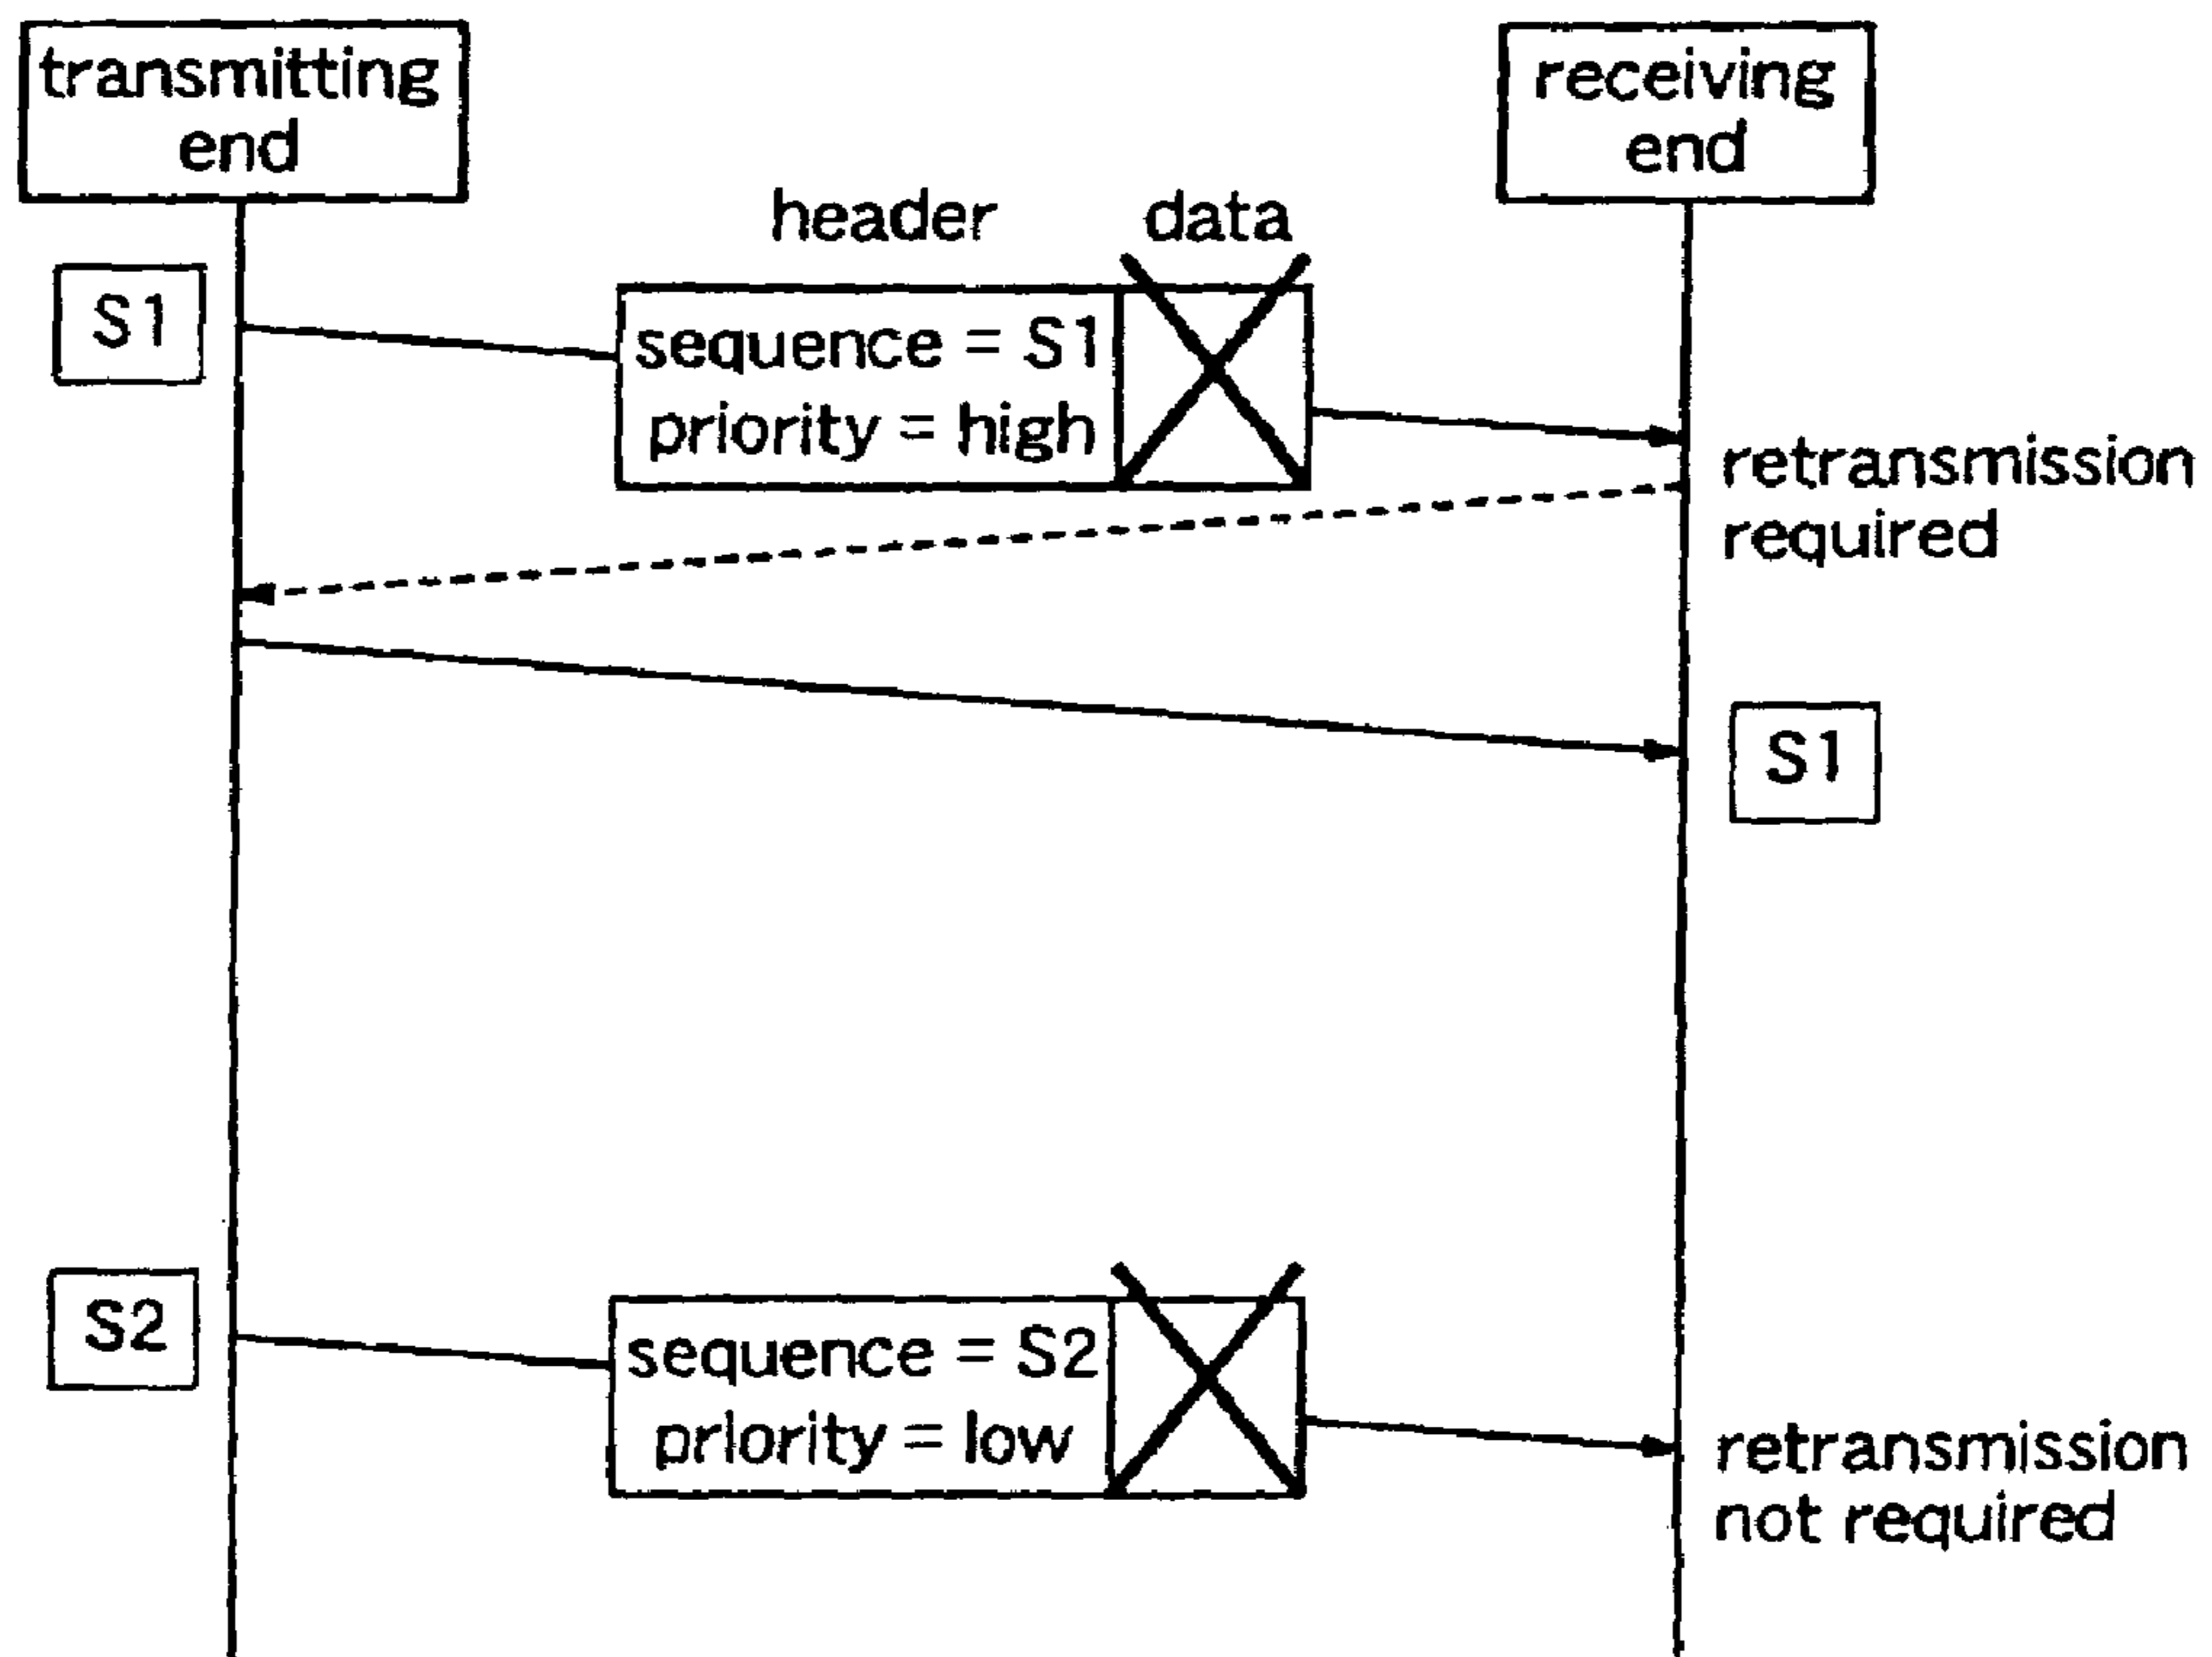 transmitting
end
receiving
end
header
data
S1
sequence = S1
priority = high
retransmission
required
S1
S2
sequence = S2
priority = low
retransmission
not required